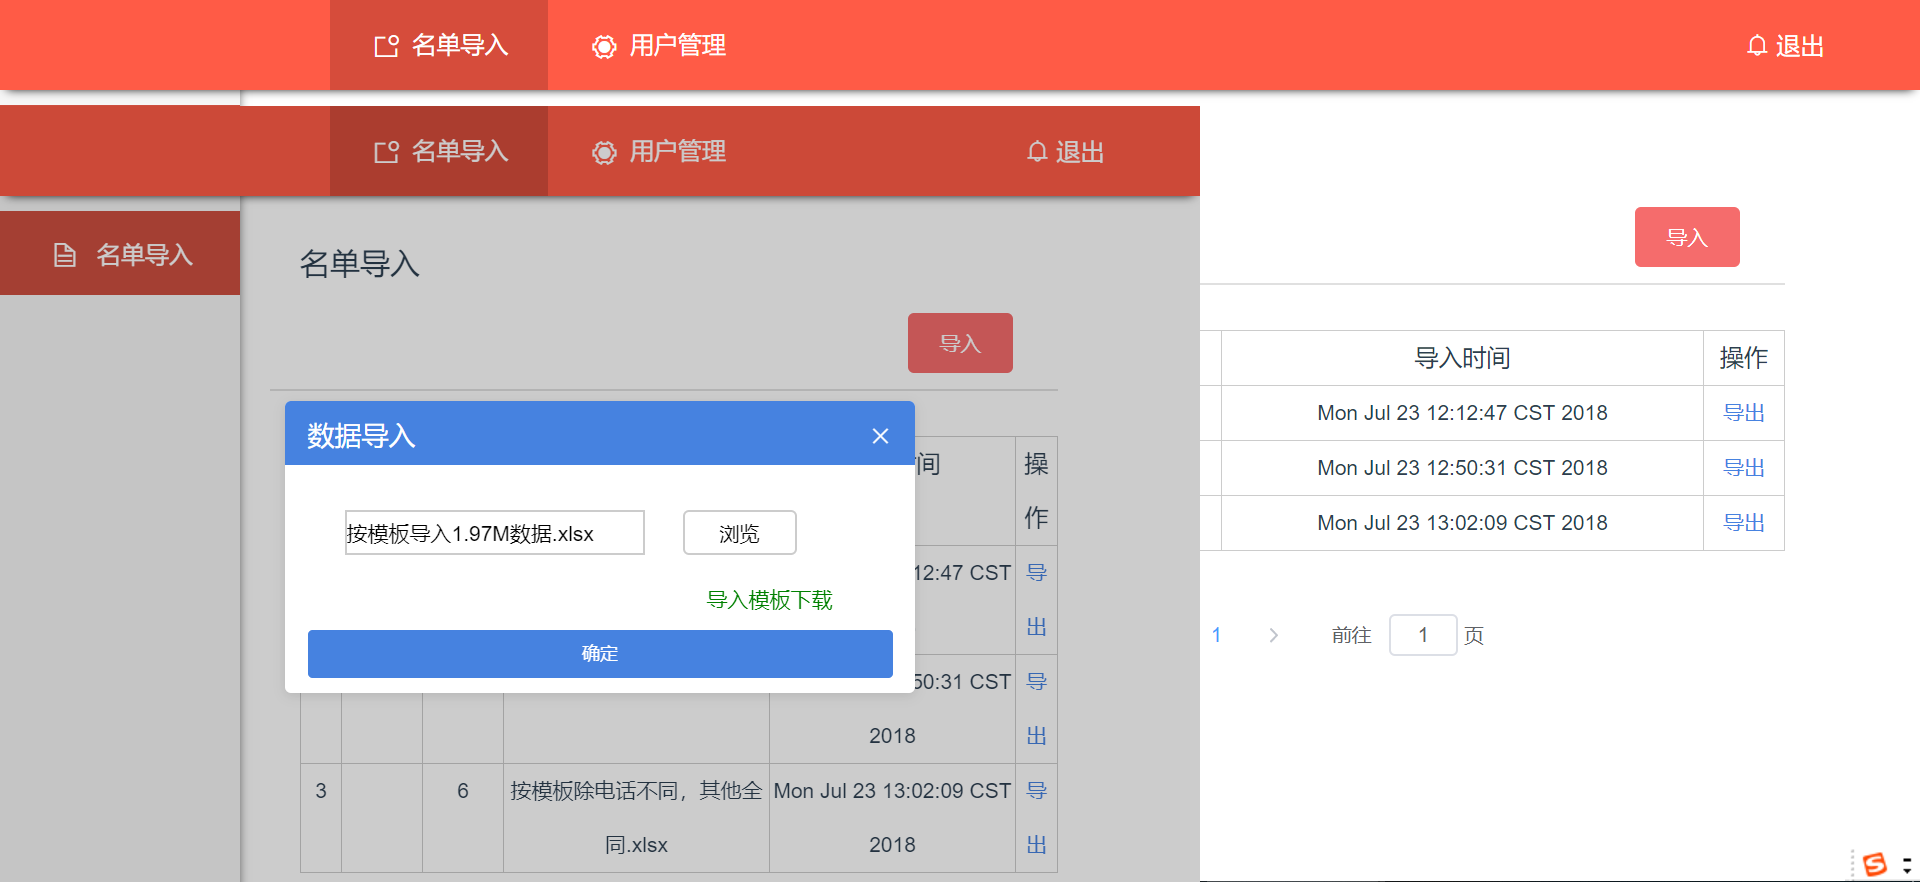 名单导入
用户管理
退出
名单导入
用户管理
退出
名单导入
名单导入
导入
导入
导入时间
操作
Mon Jul 23 12:12:47 CST 2018
导出
Mon Jul 23 12:50:31 CST 2018
导出
Mon Jul 23 13:02:09 CST 2018
导出
1
前往
1
页
数据导入
按模板导入1.97M数据.xlsx
浏览
导入模板下载
确定
间
操
作
12:47 CST
导
出
50:31 CST
2018
导
出
3
6
按模板除电话不同，其他全
同.xlsx
Mon Jul 23 13:02:09 CST
2018
导
出